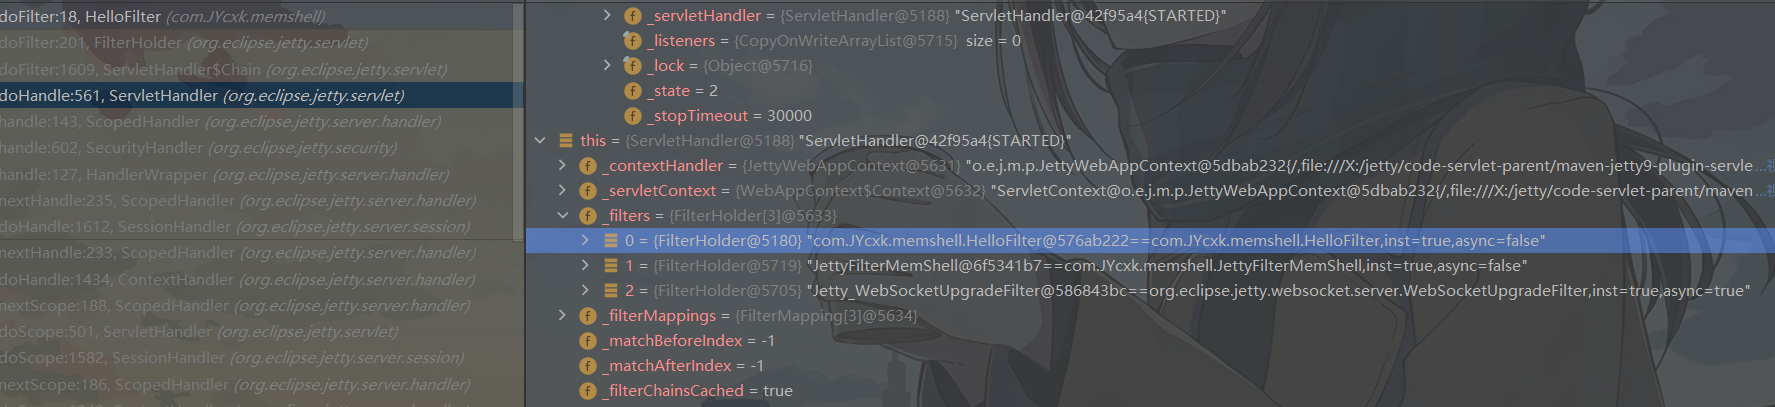 doFilter:18, HelloFilter (com.JYcxk.memshell)
doFilter:201, FilterHolder (org.eclipse.jetty.servlet)
doFilter:1609, ServletHandler$Chain (org.eclipse.jetty.servlet)
doHandle:561, ServletHandler (org.eclipse.jetty.servlet)
handle:143, ScopedHandler (org.eclipse.jetty.server.handler)
handle:602, SecurityHandler (org.eclipse.jetty.security)
handle:127, HandlerWrapper (org.eclipse.jetty.server.handler)
nextHandle:235, ScopedHandler (org.eclipse.jetty.server.handler)
doHandle:1612, SessionHandler (org.eclipse.jetty.server.session)
nextHandle:233, ScopedHandler (org.eclipse.jetty.server.handler)
doHandle:1434, ContextHandler (org.eclipse.jetty.server.handler)
nextScope:188, ScopedHandler (org.eclipse.jetty.server.handler)
doScope:501, ServletHandler (org.eclipse.jetty.servlet)
doScope:1582, SessionHandler (org.eclipse.jetty.server.session)
nextScope:186, ScopedHandler (org.eclipse.jetty.server.handler)
_servletHandler = {ServletHandler@5188} "ServletHandler@42f95a4{STARTED}"
_listeners = {CopyOnWriteArrayList@5715} size = 0
_lock = {Object@5716}
_state = 2
_stopTimeout = 30000
this = {ServletHandler@5188} "ServletHandler@42f95a4{STARTED}"
_contextHandler = {JettyWebAppContext@5631} "o.e.j.m.p.JettyWebAppContext@5dbab232{/,file:///X:/jetty/code-servlet-parent/maven-jetty9-plugin-servle ...
_servletContext = {WebAppContext$Context@5632} "ServletContext@o.e.j.m.p.JettyWebAppContext@5dbab232{/,file:///X:/jetty/code-servlet-parent/maven ...
_filters = {FilterHolder[3]@5633}
0 = {FilterHolder@5180} "com.JYcxk.memshell.HelloFilter@576ab222==com.JYcxk.memshell.HelloFilter,inst=true,async=false"
1 = {FilterHolder@5719} "JettyFilterMemShell@6f5341b7==com.JYcxk.memshell.JettyFilterMemShell,inst=true,async=false"
2 = {FilterHolder@5705} "Jetty_WebSocketUpgradeFilter@586843bc==org.eclipse.jetty.websocket.server.WebSocketUpgradeFilter,inst=true,async=true"
_filterMappings = {FilterMapping[3]@5634}
_matchBeforeIndex = -1
_matchAfterIndex = -1
_filterChainsCached = true